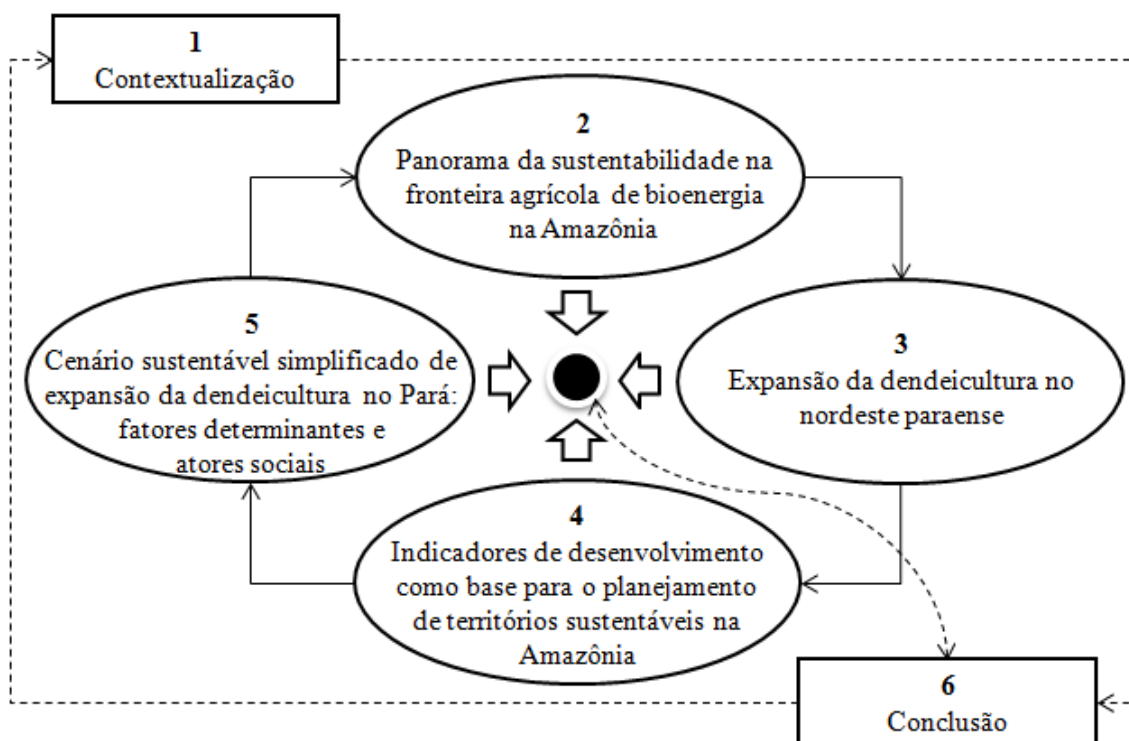 1
Contextualização
2
Panorama da sustentabilidade na
fronteira agrícola de bioenergia
na Amazônia
3
Expansão da dendeicultura no
nordeste paraense
4
Indicadores de desenvolvimento
como base para o planejamento
de territórios sustentáveis na
Amazônia
5
Cenário sustentável simplificado de
expansão da dendeicultura no Pará:
fatores determinantes e
atores sociais
6
Conclusão